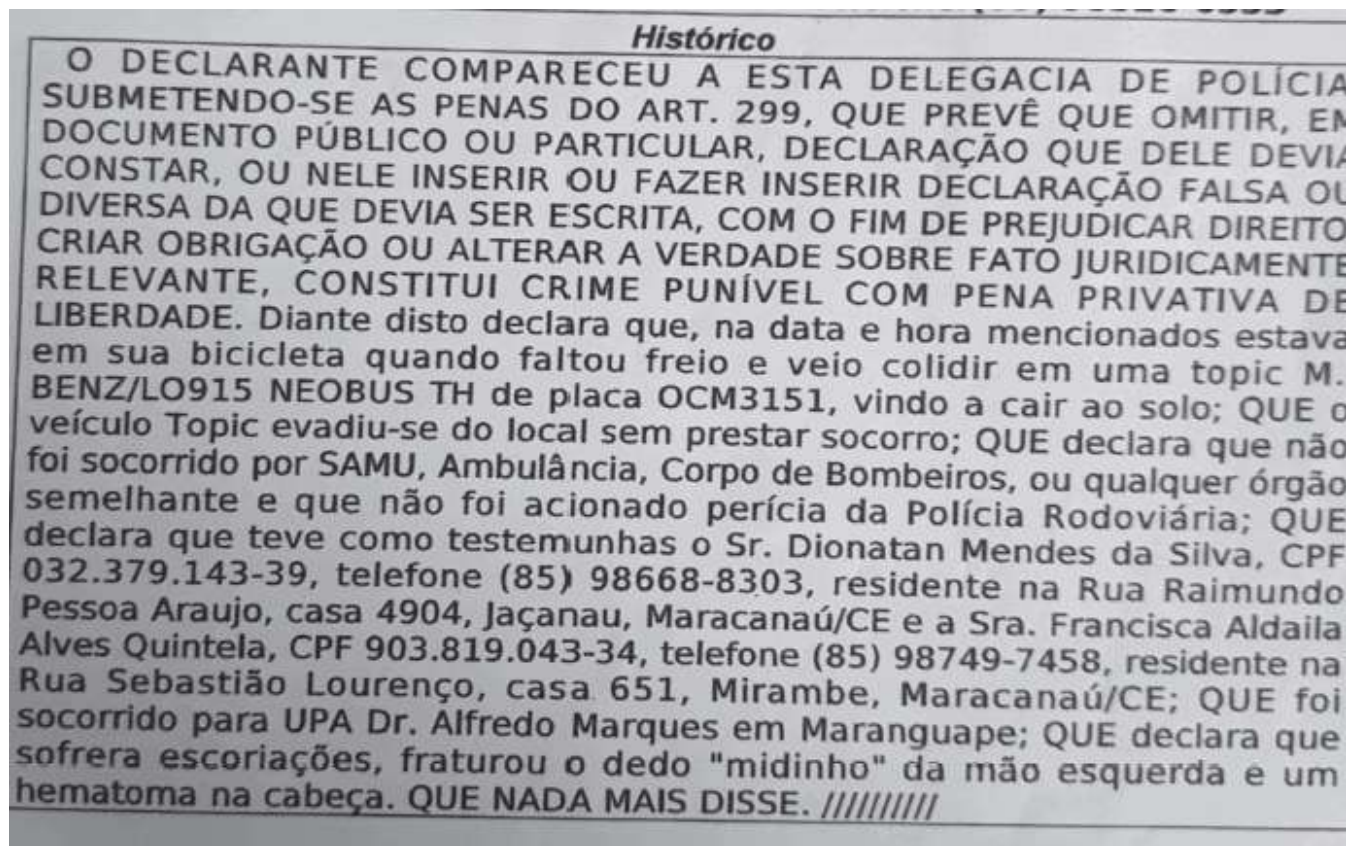 Histórico
O DECLARANTE COMPARECEU A ESTA DELEGACIA DE POLÍCIA
SUBMETENDO-SE AS PENAS DO ART. 299, QUE PREVÊ QUE OMITIR, EM
DOCUMENTO PÚBLICO OU PARTICULAR, DECLARAÇÃO QUE DELE DEVIA
CONSTAR, OU NELE INSERIR OU FAZER INSERIR DECLARAÇÃO FALSA OU
DIVERSA DA QUE DEVIA SER ESCRITA, COM O FIM DE PREJUDICAR DIREITO,
CRIAR OBRIGAÇÃO OU ALTERAR A VERDADE SOBRE FATO JURIDICAMENTE
RELEVANTE, CONSTITUI CRIME PUNÍVEL COM PENA PRIVATIVA DE
LIBERDADE. Diante disto declara que, na data e hora mencionados estava
em sua bicicleta quando faltou freio e veio colidir em uma topic M.
BENZ/LO915 NEOBUS TH de placa OCM3151, vindo a cair ao solo; QUE o
veículo Topic evadiu-se do local sem prestar socorro; QUE declara que não
foi socorrido por SAMU, Ambulância, Corpo de Bombeiros, ou qualquer órgão
semelhante e que não foi acionado perícia da Polícia Rodoviária; QUE
declara que teve como testemunhas o Sr. Dionatan Mendes da Silva, CPF
032.379.143-39, telefone (85) 98668-8303, residente na Rua Raimundo
Pessoa Araujo, casa 4904, Jaçanau, Maracanaú/CE e a Sra. Francisca Aldaila
Alves Quintela, CPF 903.819.043-34, telefone (85) 98749-7458, residente na
Rua Sebastião Lourenço, casa 651, Mirambe, Maracanaú/CE; QUE foi
socorrido para UPA Dr. Alfredo Marques em Maranguape; QUE declara que
sofrera escoriações, fraturou o dedo "midinho" da mão esquerda e um
hematoma na cabeça. QUE NADA MAIS DISSE. //////////